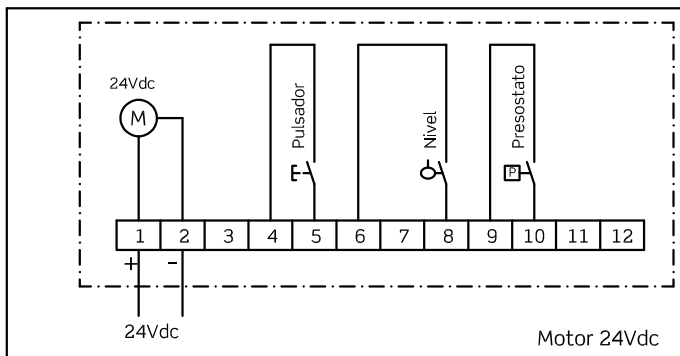 24Vdc
M
Pulsador
Nivel
Presostato
P
1 2 3 4 5 6 7 8 9 10 11 12
+ -
24Vdc
Motor 24Vdc